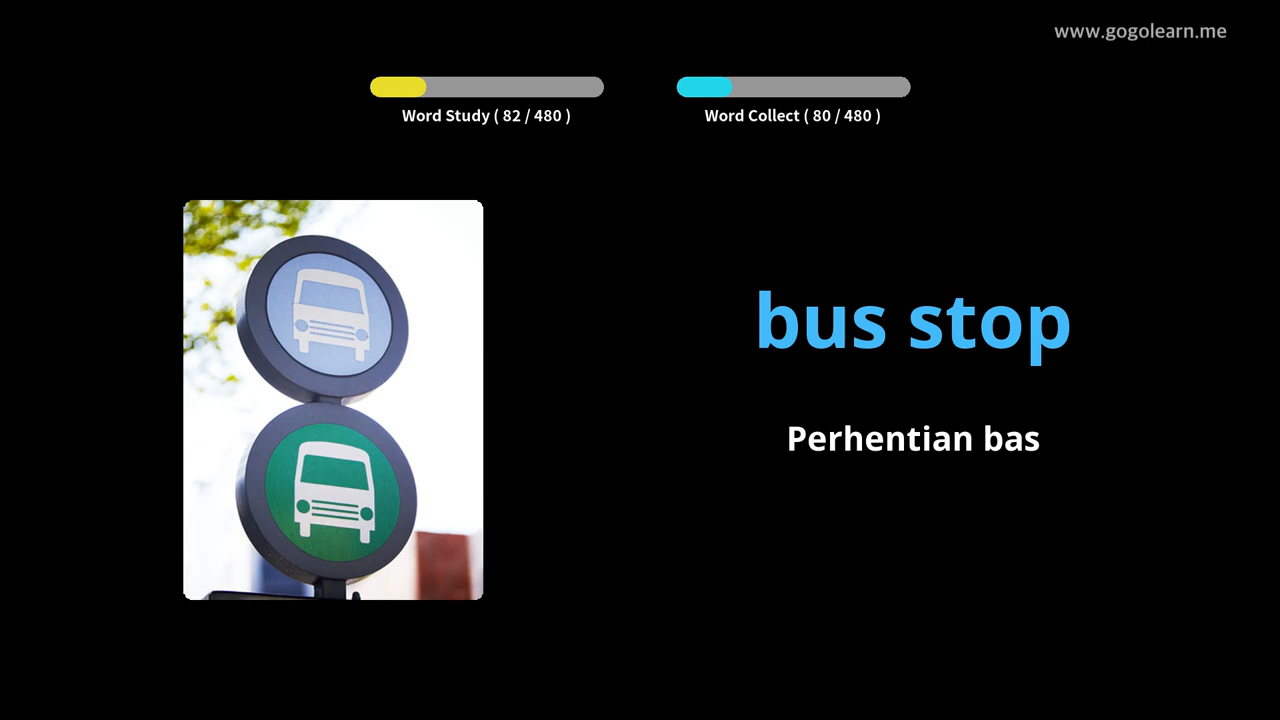 www.gogolearn.me
Word Study ( 82 / 480 )
Word Collect ( 80 / 480 )
bus stop
Perhentian bas